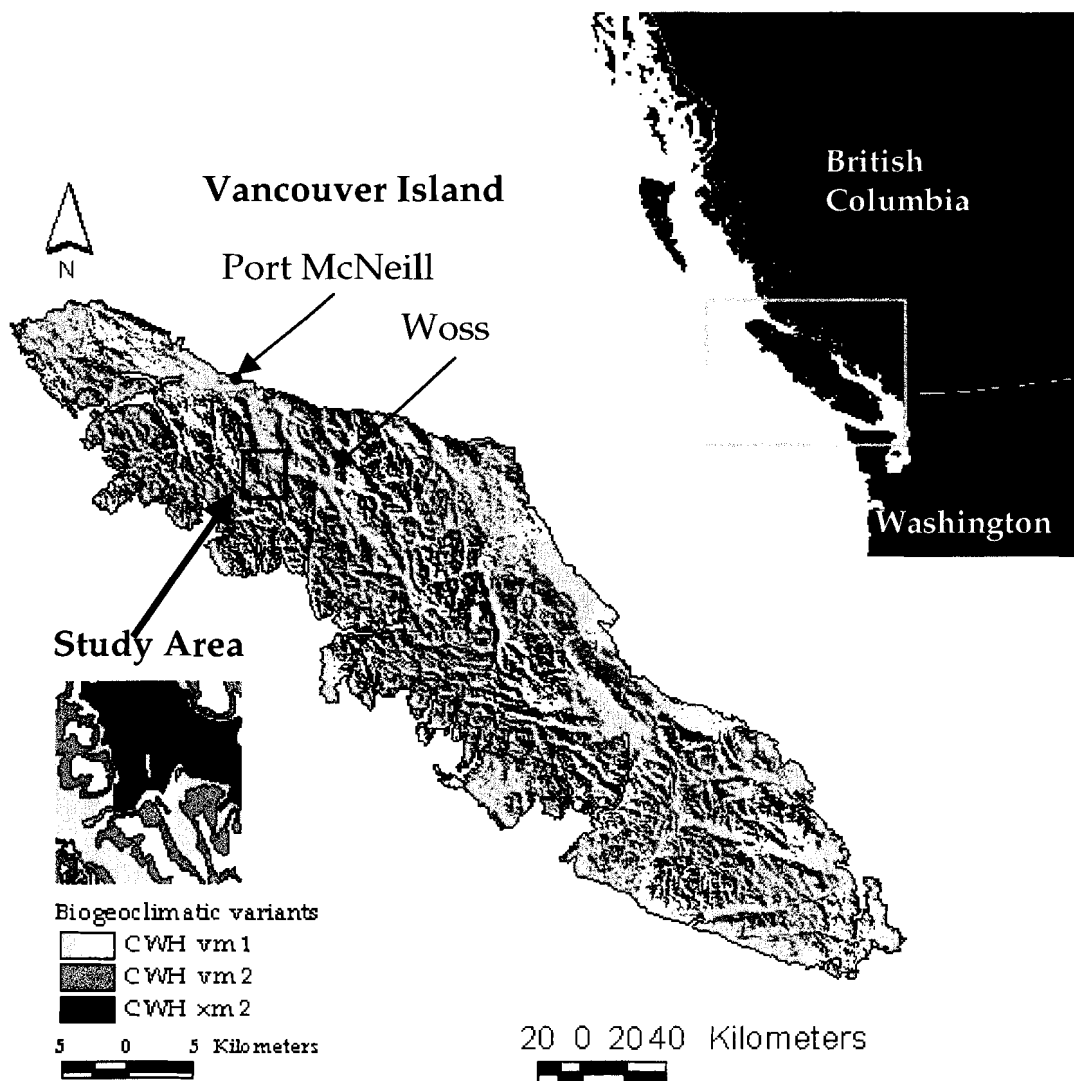 British
Columbia
Vancouver Island
N
Port McNeill
Woss
Washington
Study Area
Biogeoclimatic variants
CWH vm1
CWH vm2
CWH xm2
5 0 5 Kilometers
20 0 20 40 Kilometers